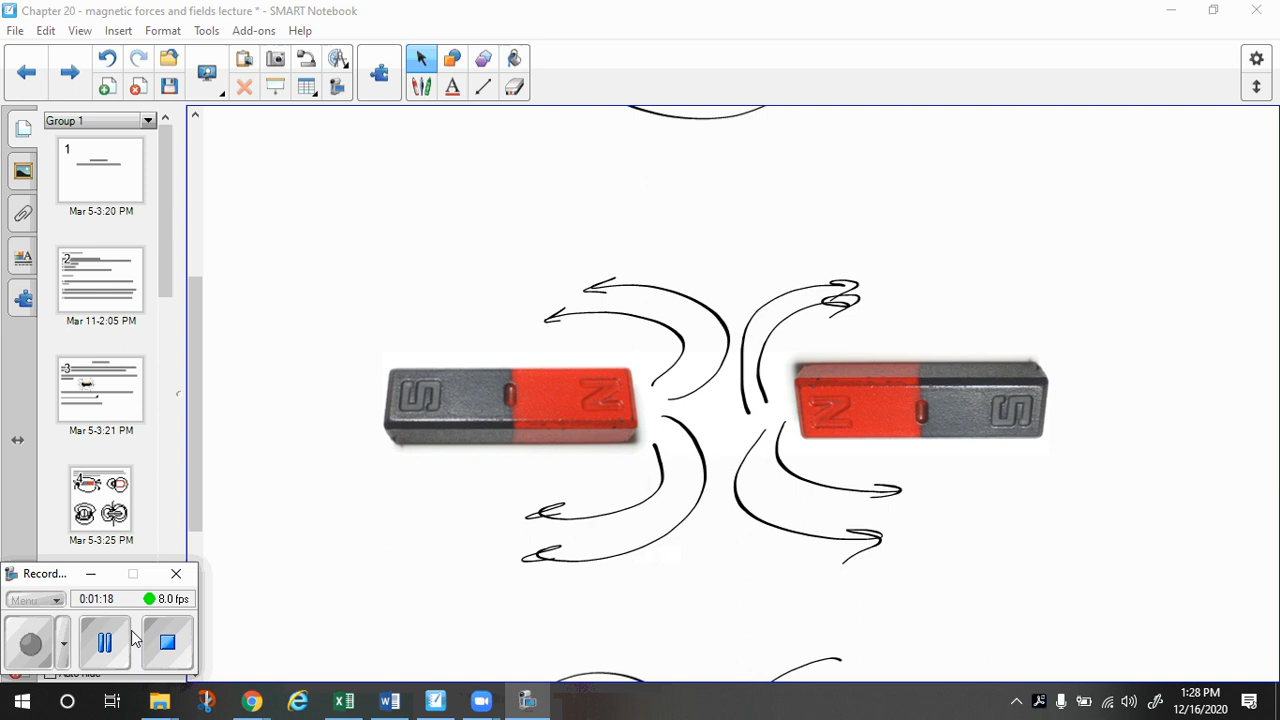 Chapter 20 - magnetic forces and fields lecture * - SMART Notebook
File Edit View Insert Format Tools Add-ons Help
Group 1
1
Mar 5-3:20 PM
2
Mar 11-2:05 PM
3
Mar 5-3:21 PM
4
Mar 5-3:25 PM
S N
N S
Record...
Menu 0:01:18 8.0 fps
Auto hide
1:28 PM
12/16/2020